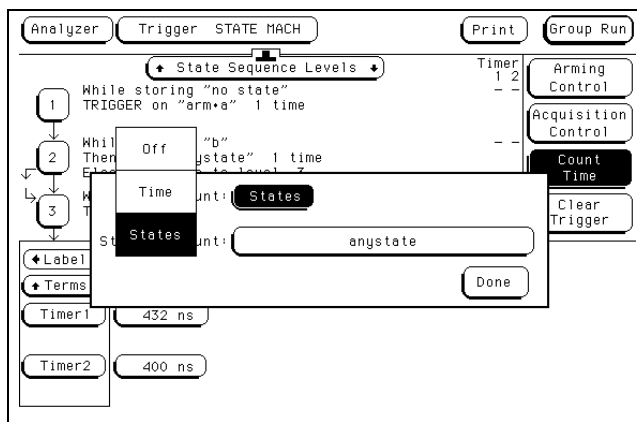 Analyzer Trigger STATE MACH Print Group Run
State Sequence Levels
Timer
1 2
Arming
Control
While storing "no state"
1 TRIGGER on "arm•a" 1 time
– –
Acquisition
Control
"b"
– –
2 Then "state" 1 time
Count
Time
Off
Time
States
3
unt: States
Clear
Trigger
St unt: anystate
Done
Label
Terms
Timer1 432 ns
Timer2 400 ns